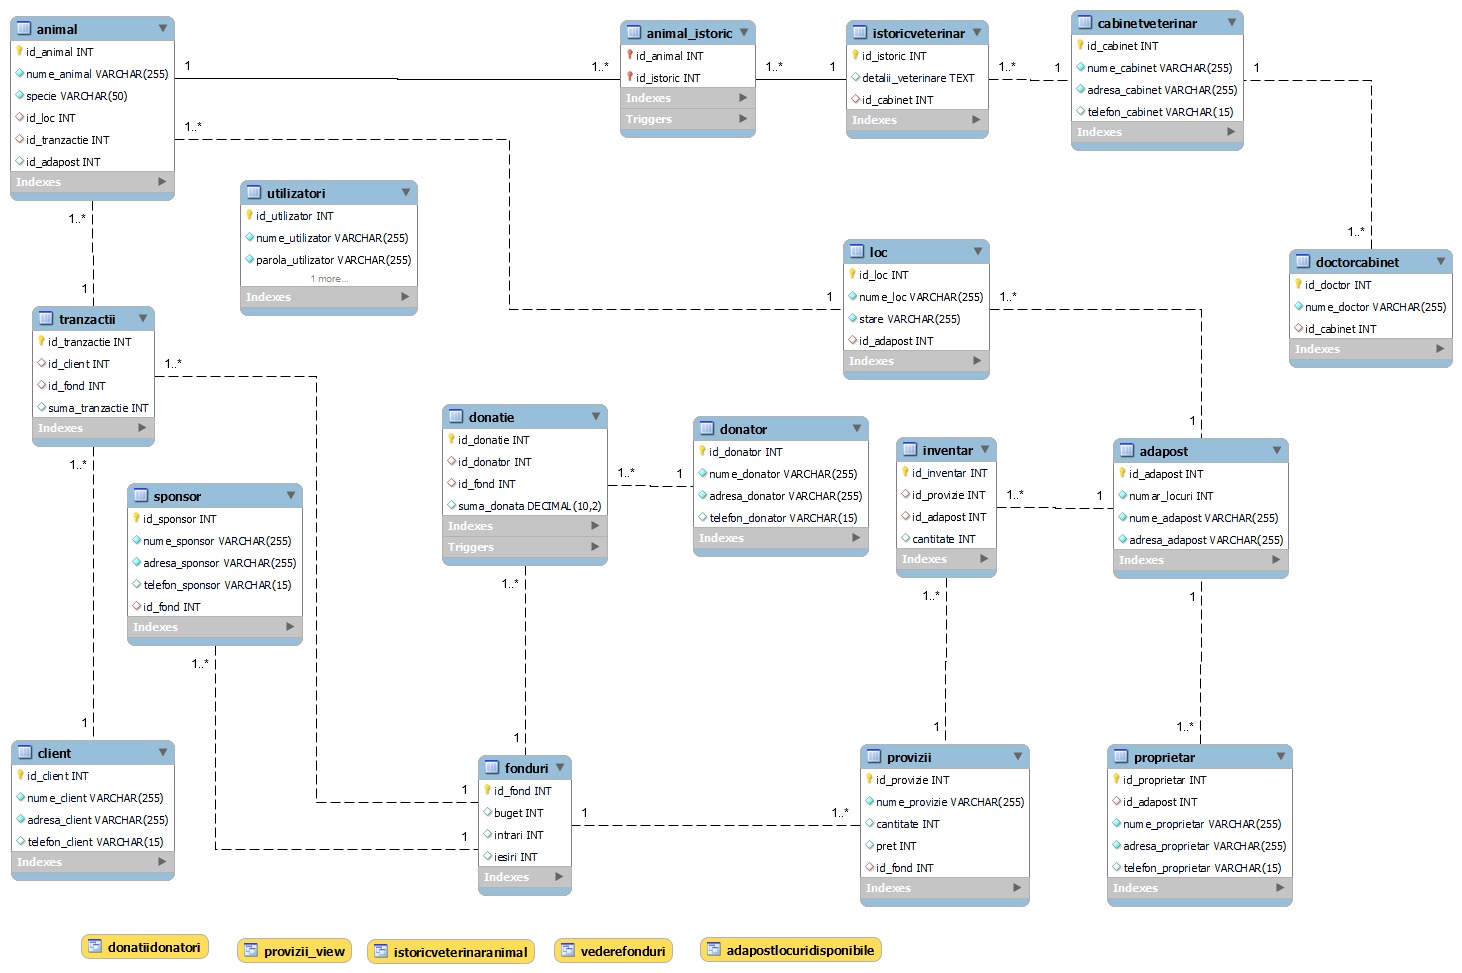 animal
id_animal INT
nume_animal VARCHAR(255)
specie VARCHAR(50)
id_loc INT
id_tranzactie INT
id_adapost INT
Indexes
1
1..*
animal_istoric
id_animal INT
id_istoric INT
Indexes
Triggers
1..*
1
istoricveterinar
id_istoric INT
detalii_veterinare TEXT
id_cabinet INT
Indexes
1..*
1
cabinetveterinar
id_cabinet INT
nume_cabinet VARCHAR(255)
adresa_cabinet VARCHAR(255)
telefon_cabinet VARCHAR(15)
Indexes
1
1..*
doctorcabinet
id_doctor INT
nume_doctor VARCHAR(255)
id_cabinet INT
Indexes
1..*
1
utilizatori
id_utilizator INT
nume_utilizator VARCHAR(255)
parola_utilizator VARCHAR(255)
1 more...
Indexes
loc
id_loc INT
nume_loc VARCHAR(255)
stare VARCHAR(255)
id_adapost INT
Indexes
1..*
1
1..*
1
tranzactii
id_tranzactie INT
id_client INT
id_fond INT
suma_tranzactie INT
Indexes
1..*
1
1..*
1
donatie
id_donatie INT
id_donator INT
id_fond INT
suma_donata DECIMAL(10,2)
Indexes
Triggers
1..*
1
donator
id_donator INT
nume_donator VARCHAR(255)
adresa_donator VARCHAR(255)
telefon_donator VARCHAR(15)
Indexes
inventar
id_inventar INT
id_provizie INT
id_adapost INT
cantitate INT
Indexes
1..*
1
adapost
id_adapost INT
numar_locuri INT
nume_adapost VARCHAR(255)
adresa_adapost VARCHAR(255)
Indexes
sponsor
id_sponsor INT
nume_sponsor VARCHAR(255)
adresa_sponsor VARCHAR(255)
telefon_sponsor VARCHAR(15)
id_fond INT
Indexes
1..*
1
1..*
1
1..*
1
1
1..*
client
id_client INT
nume_client VARCHAR(255)
adresa_client VARCHAR(255)
telefon_client VARCHAR(15)
Indexes
fonduri
id_fond INT
buget INT
intrari INT
iesiri INT
Indexes
1
1..*
provizii
id_provizie INT
nume_provizie VARCHAR(255)
cantitate INT
pret INT
id_fond INT
Indexes
proprietar
id_proprietar INT
id_adapost INT
nume_proprietar VARCHAR(255)
adresa_proprietar VARCHAR(255)
telefon_proprietar VARCHAR(15)
Indexes
donatiidonatori
provizii_view
istoricveterinaranimal
vederefonduri
adapostlocuridisponibile